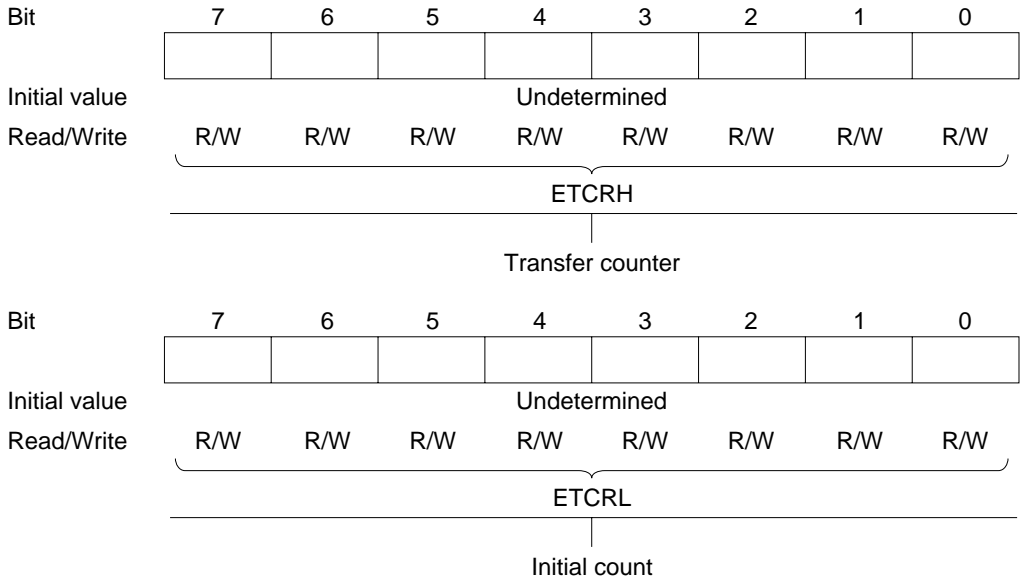 Bit 7 6 5 4 3 2 1 0
Initial value Undetermined
Read/Write R/W R/W R/W R/W R/W R/W R/W R/W
ETCRH
Transfer counter
Bit 7 6 5 4 3 2 1 0
Initial value Undetermined
Read/Write R/W R/W R/W R/W R/W R/W R/W R/W
ETCRL
Initial count